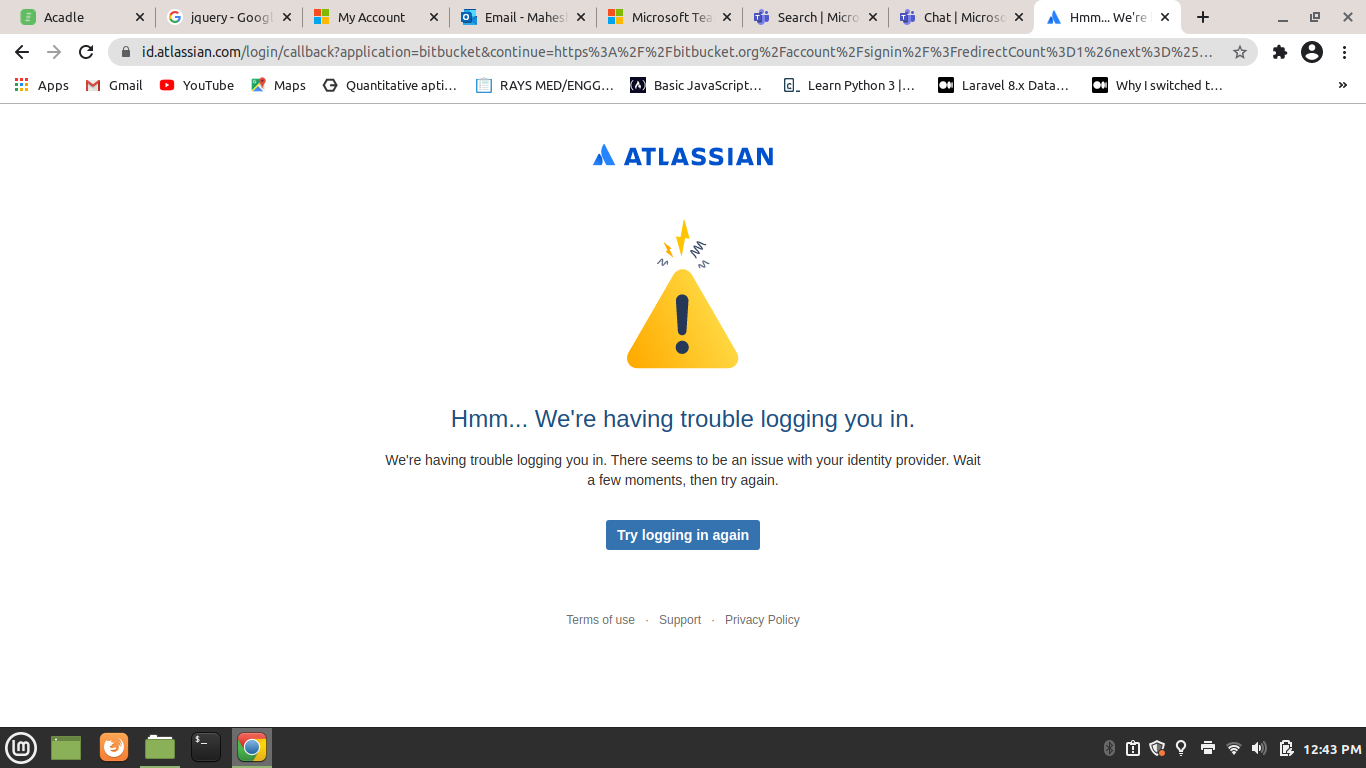 Acadle
jquery - Googl
My Account
Email - Mahesh
Microsoft Tea
Search | Micro
Chat | Microso
Hmm... We're
id.atlassian.com/login/callback?application=bitbucket&continue=https%3A%2F%2Fbitbucket.org%2Faccount%2Fsignin%2F%3FredirectCount%3D1%26next%3D%25...
Apps
Gmail
YouTube
Maps
Quantitative apti...
RAYS MED/ENGG...
Basic JavaScript...
Learn Python 3 |...
Laravel 8.x Data...
Why I switched t...
»
ATLASSIAN
Hmm... We're having trouble logging you in.
We're having trouble logging you in. There seems to be an issue with your identity provider. Wait
a few moments, then try again.
Try logging in again
Terms of use · Support · Privacy Policy
12:43 PM